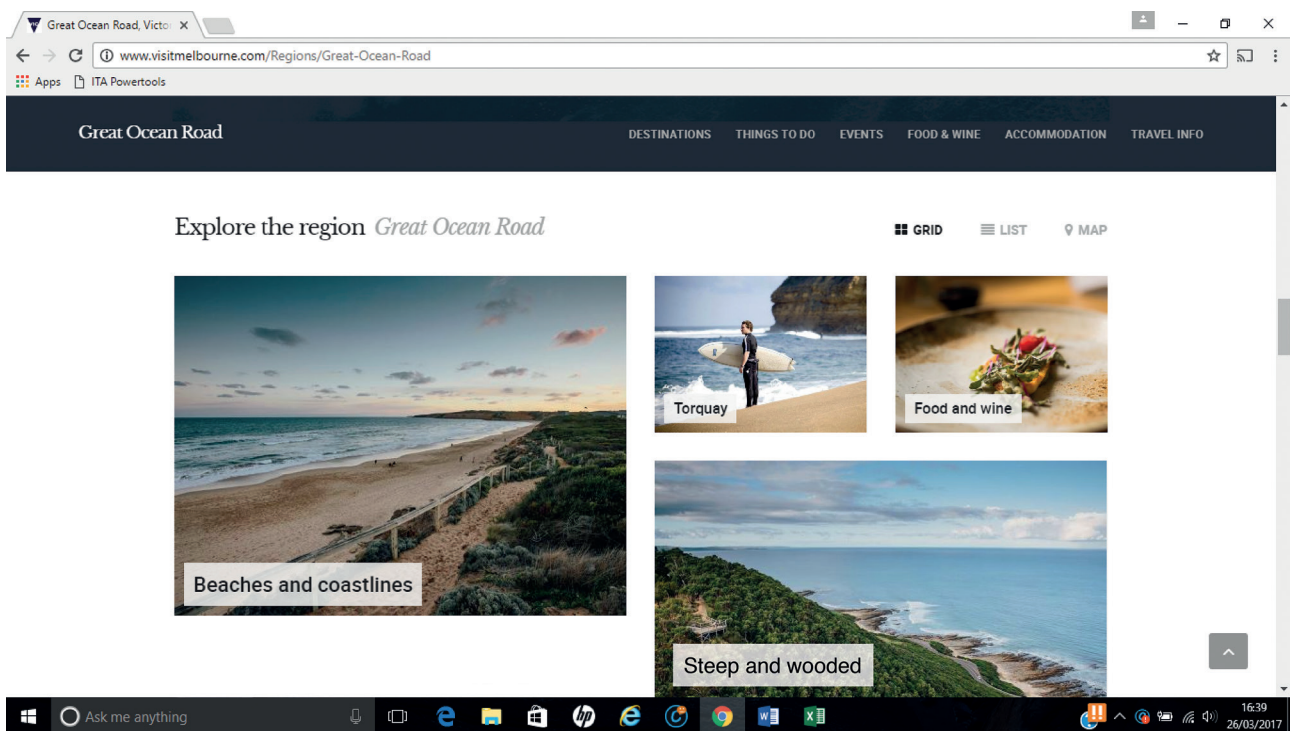 Great Ocean Road, Victo
www.visitmelbourne.com/Regions/Great-Ocean-Road
Apps ITA Powertools
Great Ocean Road DESTINATIONS THINGS TO DO EVENTS FOOD & WINE ACCOMMODATION TRAVEL INFO
Explore the region Great Ocean Road GRID LIST MAP
Torquay Food and wine
Beaches and coastlines
Steep and wooded
Ask me anything
16:39
26/03/2017